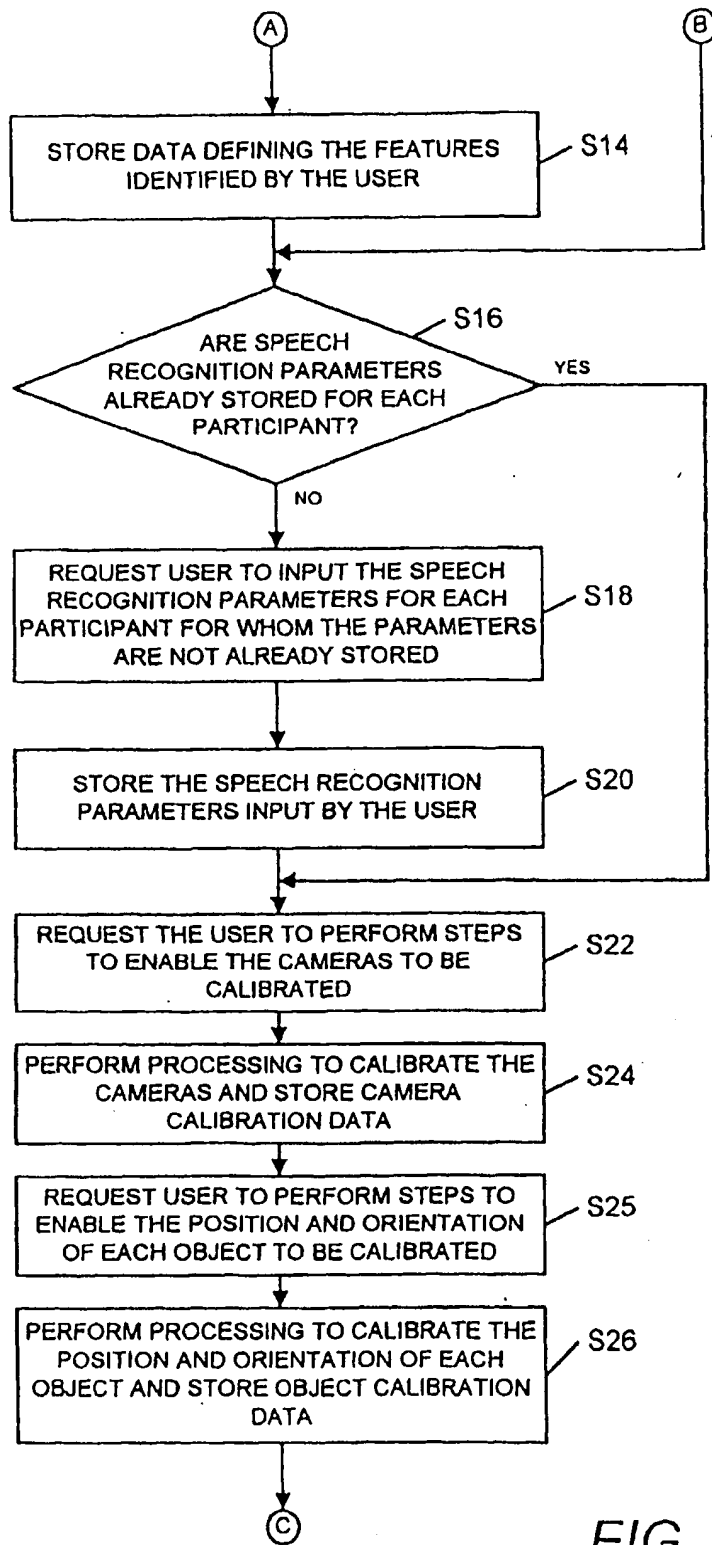 A
B
STORE DATA DEFINING THE FEATURES
IDENTIFIED BY THE USER
S14
S16
ARE SPEECH
RECOGNITION PARAMETERS
ALREADY STORED FOR EACH
PARTICIPANT?
YES
NO
REQUEST USER TO INPUT THE SPEECH
RECOGNITION PARAMETERS FOR EACH
PARTICIPANT FOR WHOM THE PARAMETERS
ARE NOT ALREADY STORED
S18
STORE THE SPEECH RECOGNITION
PARAMETERS INPUT BY THE USER
S20
REQUEST THE USER TO PERFORM STEPS
TO ENABLE THE CAMERAS TO BE
CALIBRATED
S22
PERFORM PROCESSING TO CALIBRATE THE
CAMERAS AND STORE CAMERA
CALIBRATION DATA
S24
REQUEST USER TO PERFORM STEPS TO
ENABLE THE POSITION AND ORIENTATION
OF EACH OBJECT TO BE CALIBRATED
S25
PERFORM PROCESSING TO CALIBRATE THE
POSITION AND ORIENTATION OF EACH
OBJECT AND STORE OBJECT CALIBRATION
DATA
S26
C
FIG